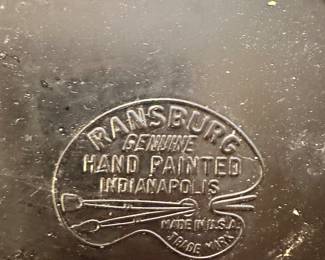 RANSBURG
GENUINE
HAND PAINTED
INDIANAPOLIS
MADE IN U.S.A.
TRADE MARK